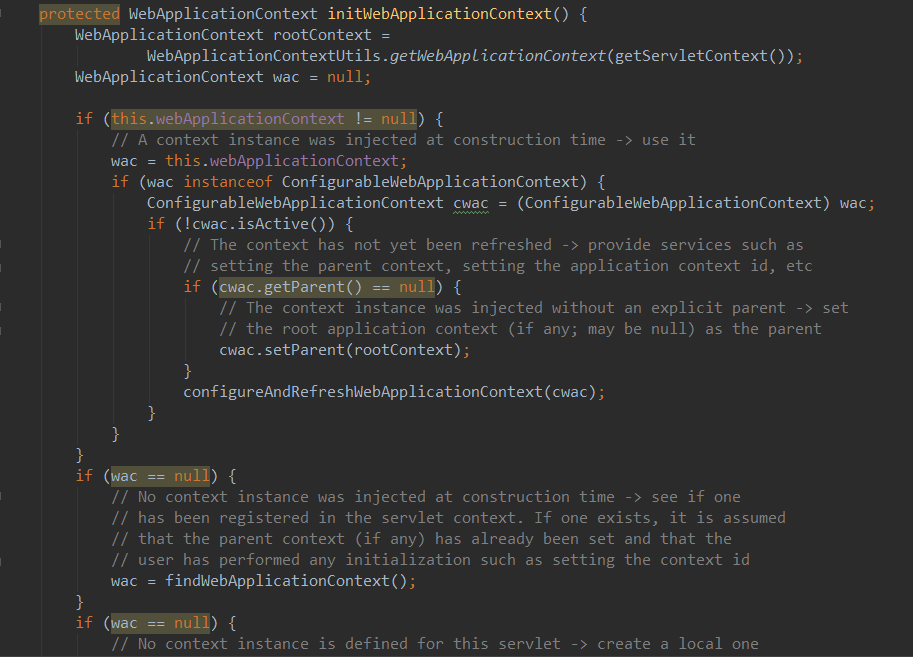 protected WebApplicationContext initWebApplicationContext() {
WebApplicationContext rootContext =
WebApplicationContextUtils.getWebApplicationContext(getServletContext());
WebApplicationContext wac = null;
if (this.webApplicationContext != null) {
// A context instance was injected at construction time -> use it
wac = this.webApplicationContext;
if (wac instanceof ConfigurableWebApplicationContext) {
ConfigurableWebApplicationContext cwac = (ConfigurableWebApplicationContext) wac;
if (!cwac.isActive()) {
// The context has not yet been refreshed -> provide services such as
// setting the parent context, setting the application context id, etc
if (cwac.getParent() == null) {
// The context instance was injected without an explicit parent -> set
// the root application context (if any; may be null) as the parent
cwac.setParent(rootContext);
}
configureAndRefreshWebApplicationContext(cwac);
}
}
}
if (wac == null) {
// No context instance was injected at construction time -> see if one
// has been registered in the servlet context. If one exists, it is assumed
// that the parent context (if any) has already been set and that the
// user has performed any initialization such as setting the context id
wac = findWebApplicationContext();
}
if (wac == null) {
// No context instance is defined for this servlet -> create a local one